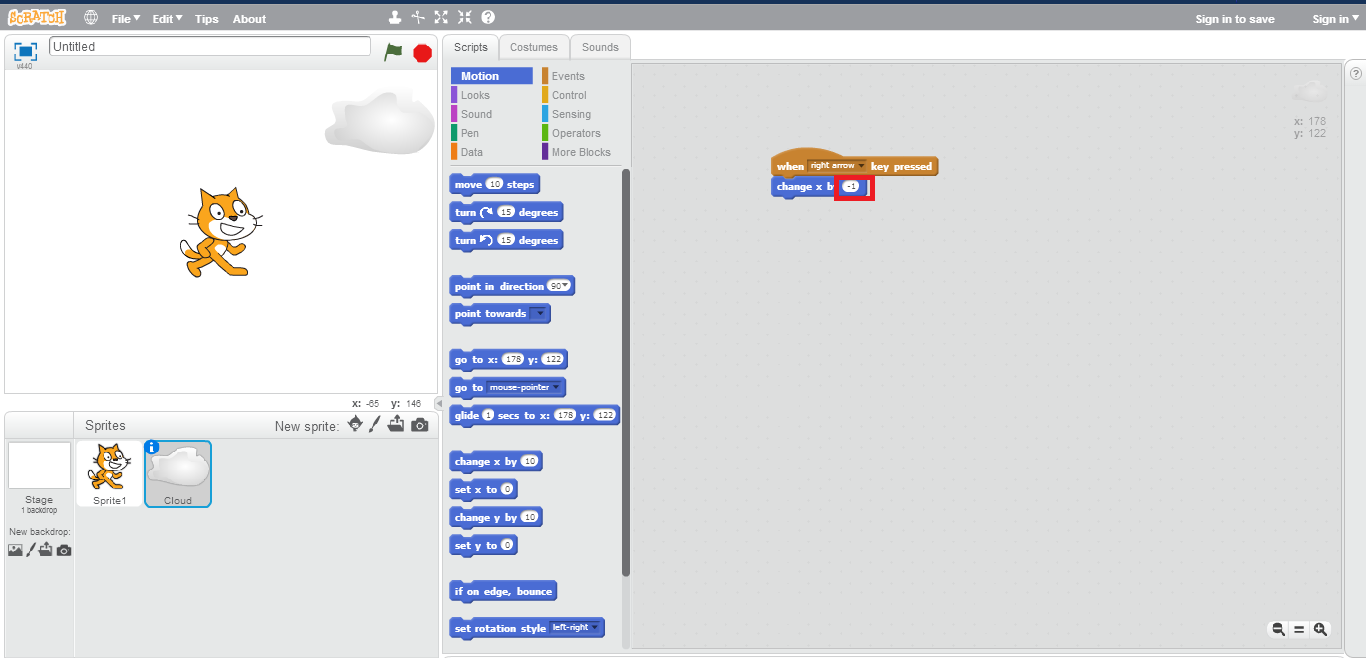 SCRATCH File Edit Tips About Sign in to save Sign in
v440
Untitled
Scripts Costumes Sounds
Motion Events
Looks Control
Sound Sensing
Pen Operators
Data More Blocks
move 10 steps
turn 15 degrees
turn 15 degrees
point in direction 90
point towards
go to x: 178 y: 122
go to mouse-pointer
glide 1 secs to x: 178 y: 122
change x by 10
set x to 0
change y by 10
set y to 0
if on edge, bounce
set rotation style left-right
when right arrow key pressed
change x by -1
x: 178
y: 122
x: -65 y: 146
Sprites New sprite:
Stage
1 backdrop
New backdrop:
Sprite1
Cloud